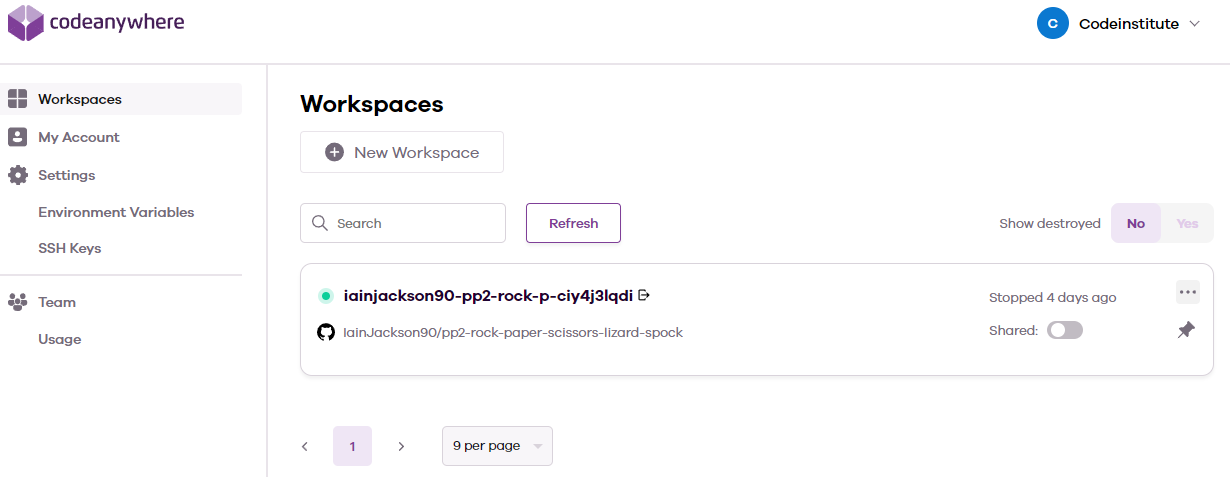 codeanywhere
C Codeinstitute
Workspaces
My Account
Settings
Environment Variables
SSH Keys
Team
Usage
Workspaces
New Workspace
Search Refresh Show destroyed No Yes
iainjackson90-pp2-rock-p-ciy4j3lqdi Stopped 4 days ago
IainJackson90/pp2-rock-paper-scissors-lizard-spock Shared:
1 9 per page